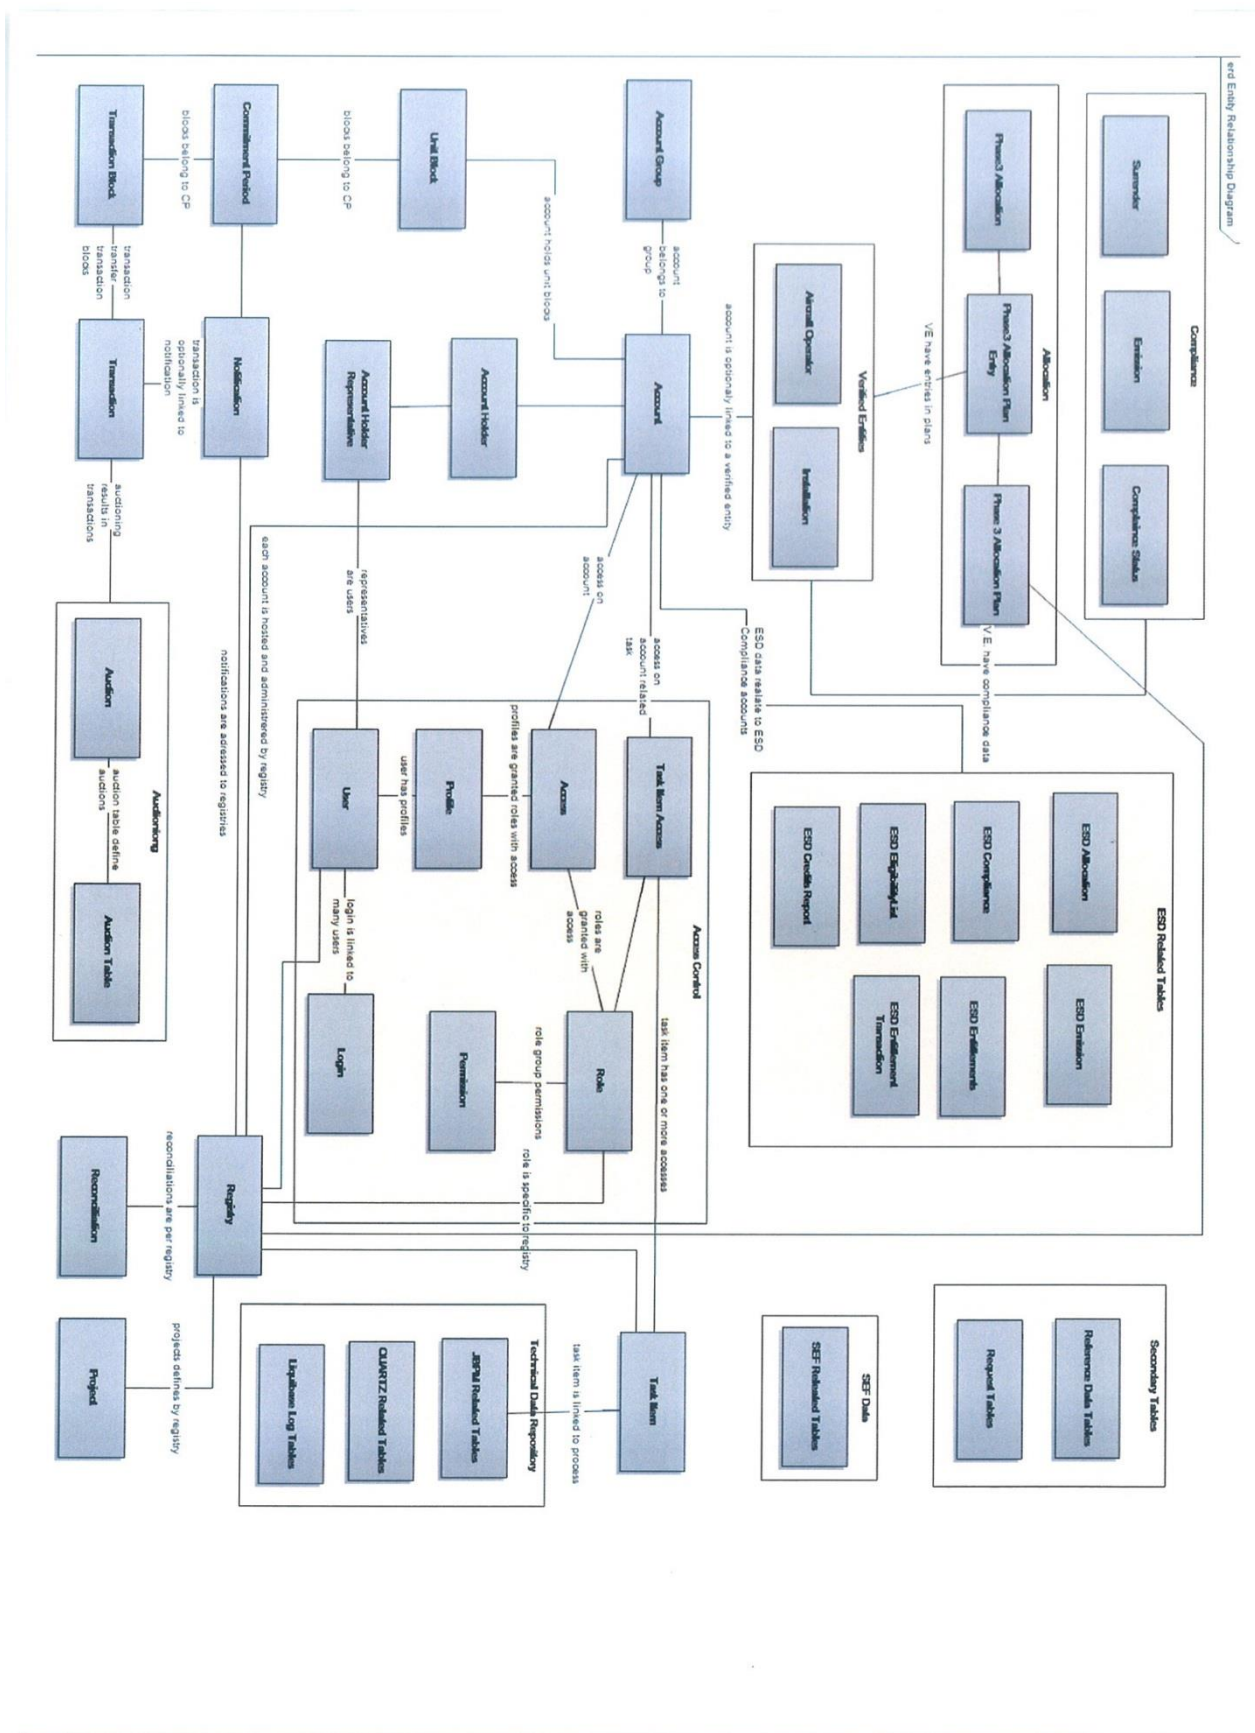 erd Entity Relationship Diagram
Compliance
Surrender
Emission
Complaince Status
Allocation
Phase3 Allocation
Phase3 Allocation Plan
Entry
Phase 3 Allocation Plan
VE have entries in plans
V.E. have compliance data
Verified Entities
Aircraft Operator
Installation
account is optionally linked to a verified entity
ESD data realate to ESD
Compliance accounts
ESD Related Tables
ESD Allocation
ESD Emission
ESD Compliance
ESD Entitlements
ESD EligibilityList
ESD Entitlement
Transaction
ESD Credits Report
Secondary Tables
Reference Data Tables
Request Tables
SEF Data
SEF Releated Tables
Account Group
account
belongs to
group
Account
access on
account related
task
access on
account
Access Control
Task Item Access
task item has one or more accesses
Task Item
Access
roles are
granted with
access
Role
profiles are granted roles with access
Profile
user has profiles
role group permissions
Permission
role is specific to registry
User
login is linked to
many users
Login
task item is linked to process
Technical Data Repository
JBPM Related Tables
QUARTZ Related Tables
Liquibase Log Tables
account holds unit blocks
Unit Block
blocks belong to CP
Account Holder
Account Holder
Representative
representatives
are users
Commitment Period
Notification
each account is hosted and administrered by registry
notifications are adressed to registries
Registry
blocks belong to CP
transaction is
optionally linked to
notification
reconciliations are per registry
projects defines by registry
Transaction Block
transaction
transfer
transaction
blocks
Transaction
auctioning
results in
transactions
Auctioniong
Auction
auction table define
auctions
Auction Table
Reconciliation
Project